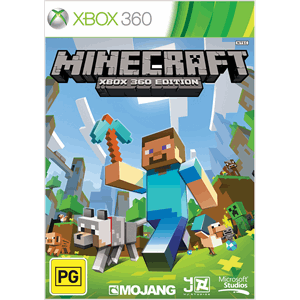 XBOX 360
MINECRAFT
XBOX 360 EDITION
PG
MOJANG
Microsoft
Studios